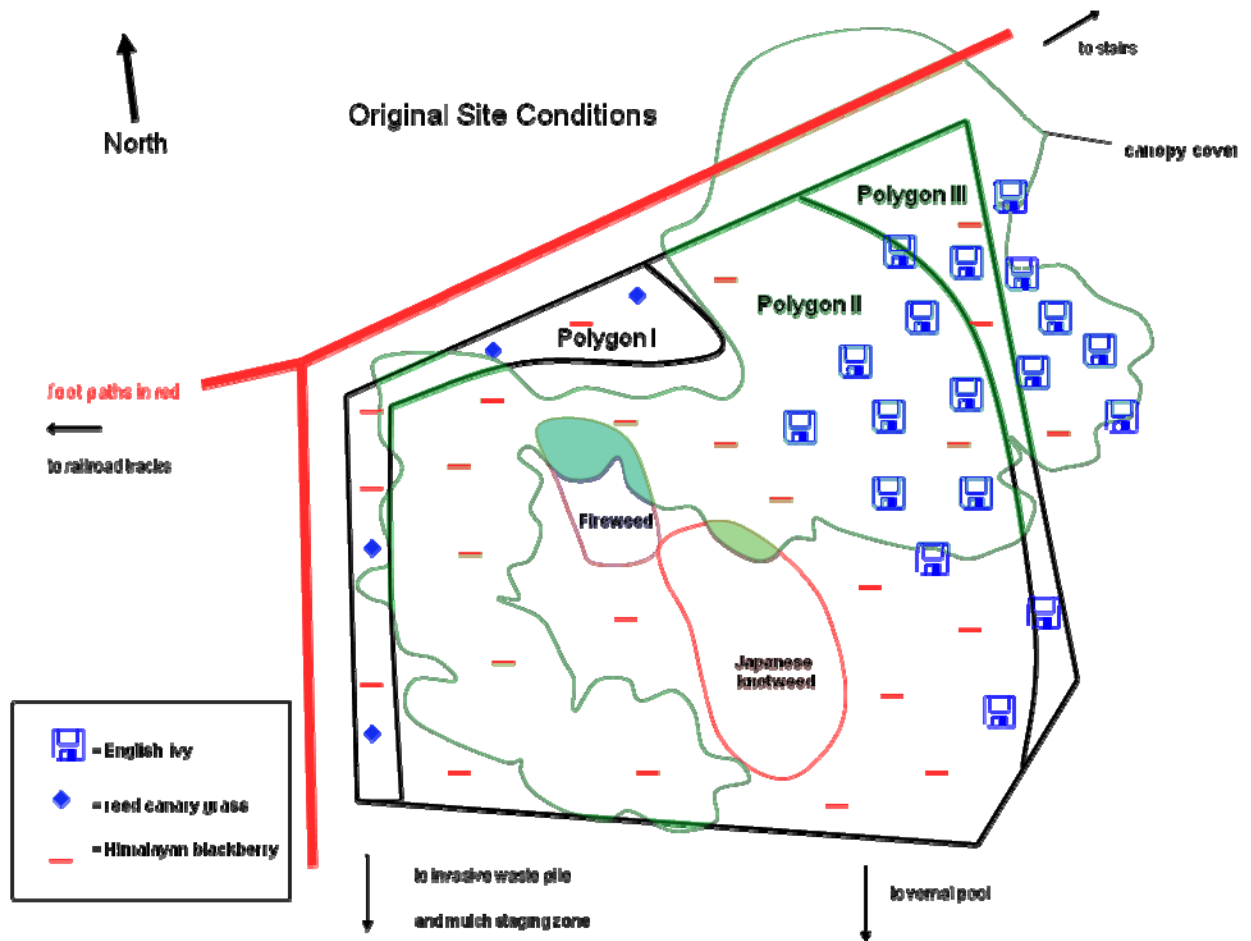 to stairs
North
Original Site Conditions
canopy cover
Polygon III
Polygon II
Polygon I
foot paths in red
to railroad tracks
Fireweed
Japanese
knotweed
= English ivy
= reed canary grass
= Himalayan blackberry
to invasive waste pile
and mulch staging zone
to vernal pool